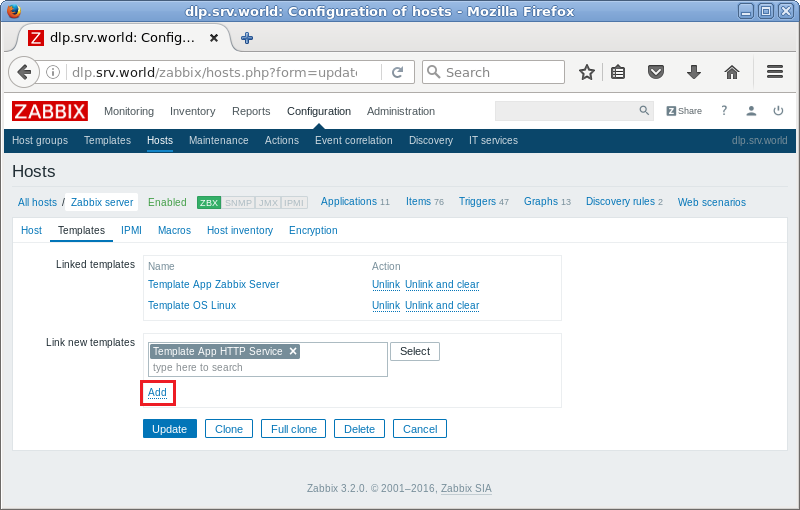 dlp.srv.world: Configuration of hosts - Mozilla Firefox
Z dlp.srv.world: Config...
dlp.srv.world/zabbix/hosts.php?form=update Search
ZABBIX Monitoring Inventory Reports Configuration Administration Z Share ?
Host groups Templates Hosts Maintenance Actions Event correlation Discovery IT services dlp.srv.world
Hosts
All hosts / Zabbix server Enabled ZBX SNMP JMX IPMI Applications 11 Items 76 Triggers 47 Graphs 13 Discovery rules 2 Web scenarios
Host Templates IPMI Macros Host inventory Encryption
Linked templates Name Action
Template App Zabbix Server Unlink Unlink and clear
Template OS Linux Unlink Unlink and clear
Link new templates
Template App HTTP Service Select
type here to search
Add
Update Clone Full clone Delete Cancel
Zabbix 3.2.0. © 2001–2016, Zabbix SIA